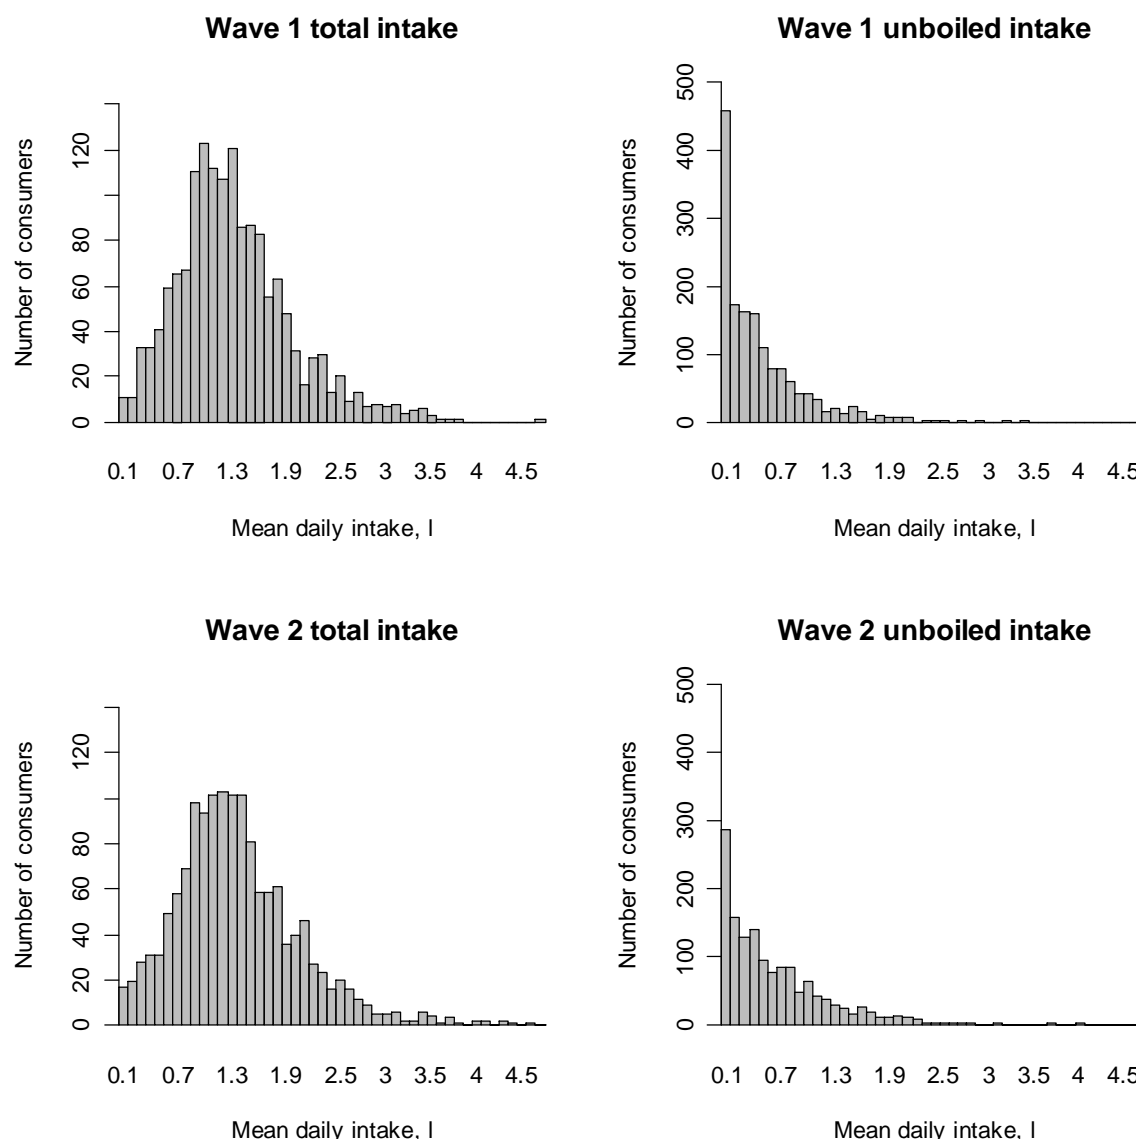 Wave 1 total intake
Number of consumers
0 20 40 60 80 120
0.1 0.7 1.3 1.9 2.5 3 3.5 4 4.5
Mean daily intake, l
Wave 1 unboiled intake
Number of consumers
0 100 200 300 400 500
0.1 0.7 1.3 1.9 2.5 3 3.5 4 4.5
Mean daily intake, l
Wave 2 total intake
Number of consumers
0 20 40 60 80 120
0.1 0.7 1.3 1.9 2.5 3 3.5 4 4.5
Mean daily intake, l
Wave 2 unboiled intake
Number of consumers
0 100 200 300 400 500
0.1 0.7 1.3 1.9 2.5 3 3.5 4 4.5
Mean daily intake, l